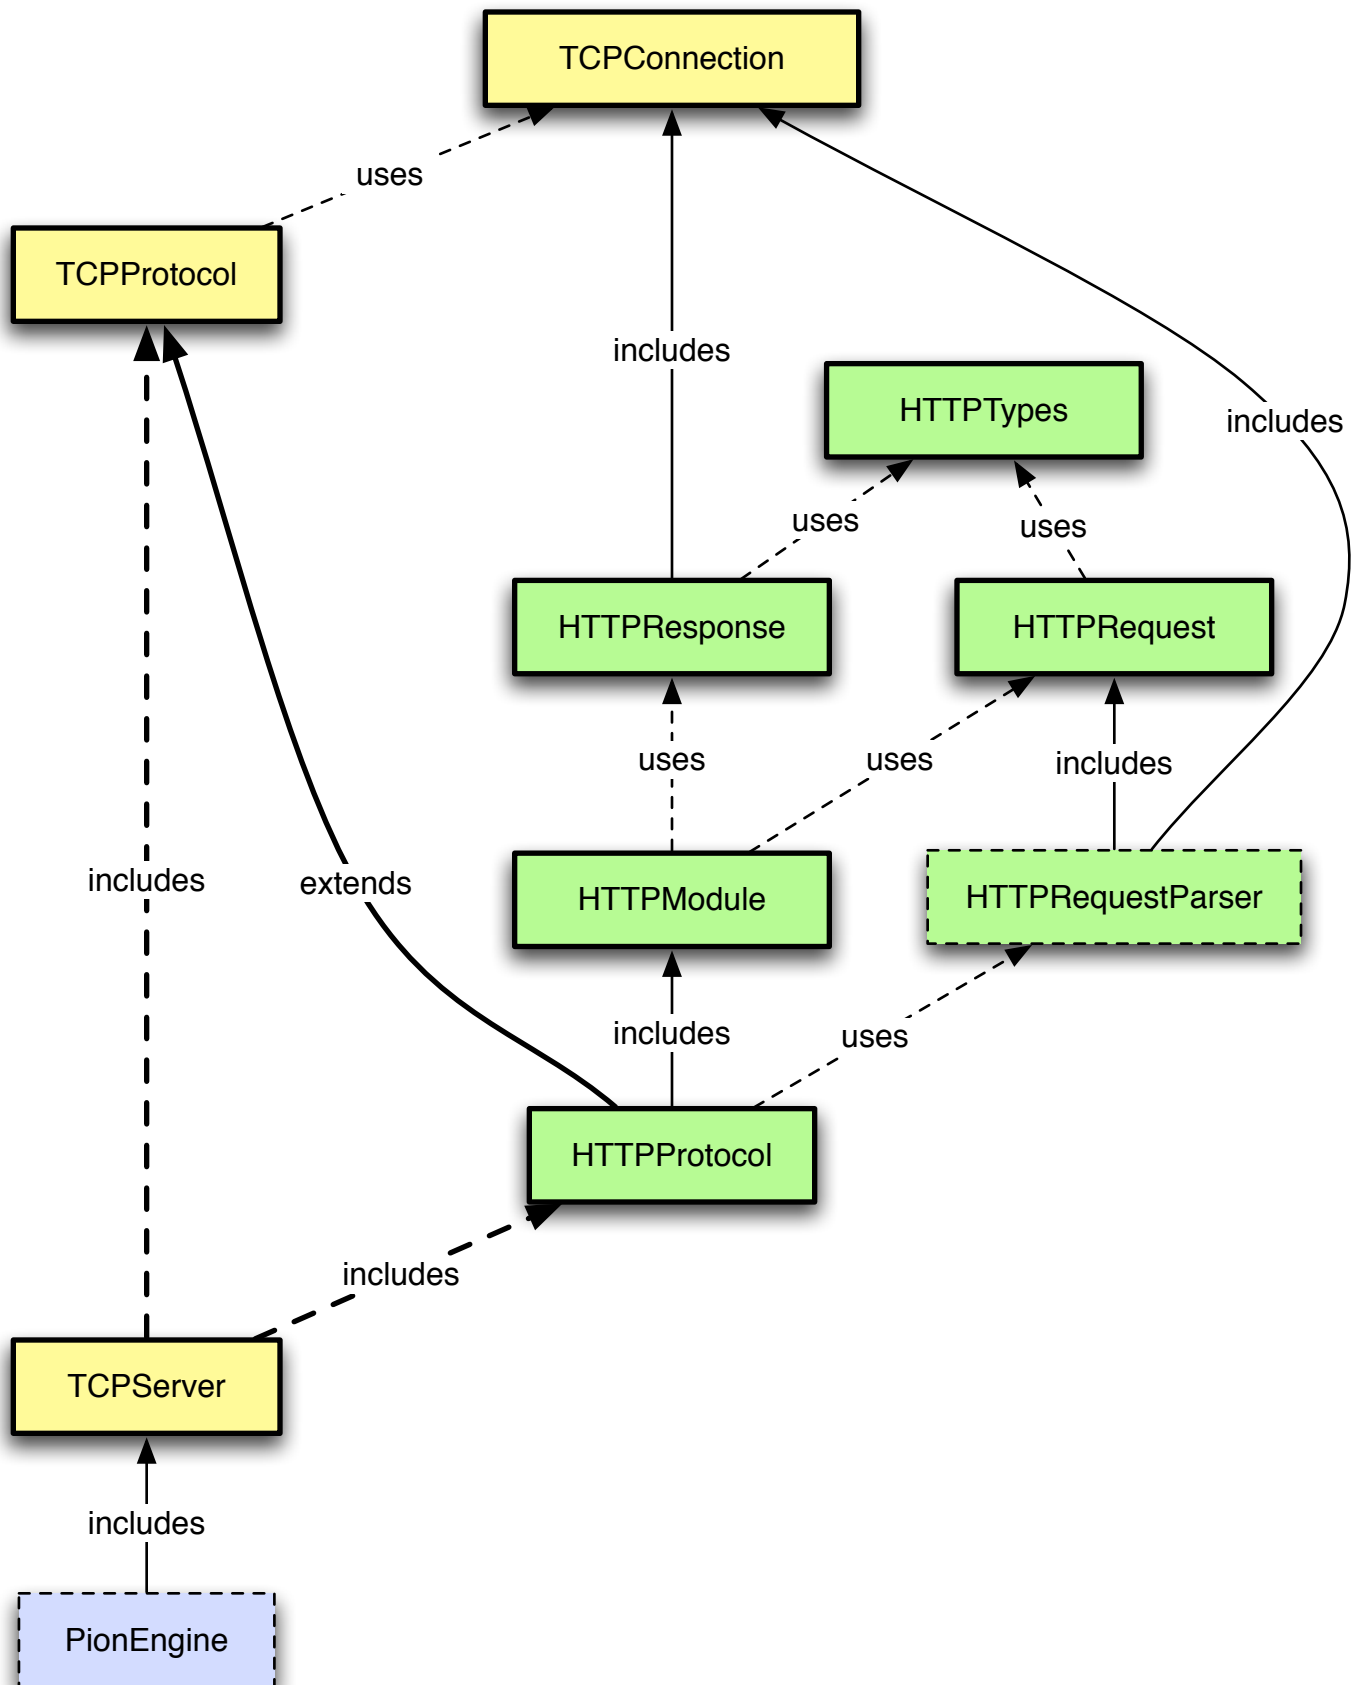 TCPConnection
uses
TCPProtocol
includes
HTTPTypes
includes
uses
uses
HTTPResponse
HTTPRequest
uses
uses
includes
includes
extends
HTTPModule
HTTPRequestParser
includes
uses
HTTPProtocol
includes
TCPServer
includes
PionEngine